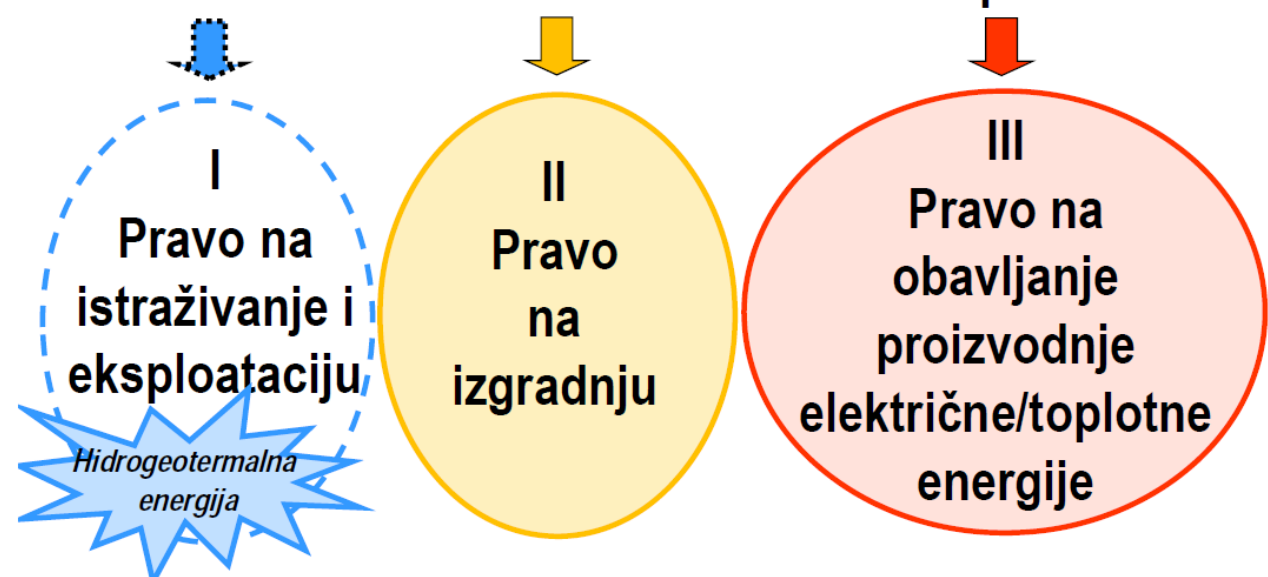 I
Pravo na
istraživanje i
eksploataciju
Hidrogeotermalna
energija
II
Pravo
na
izgradnju
III
Pravo na
obavljanje
proizvodnje
električne/toplotne
energije